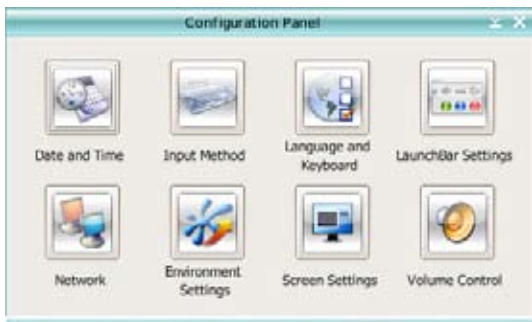 Configuration Panel
Date and Time
Input Method
Language and
Keyboard
LaunchBar Settings
Network
Environment
Settings
Screen Settings
Volume Control